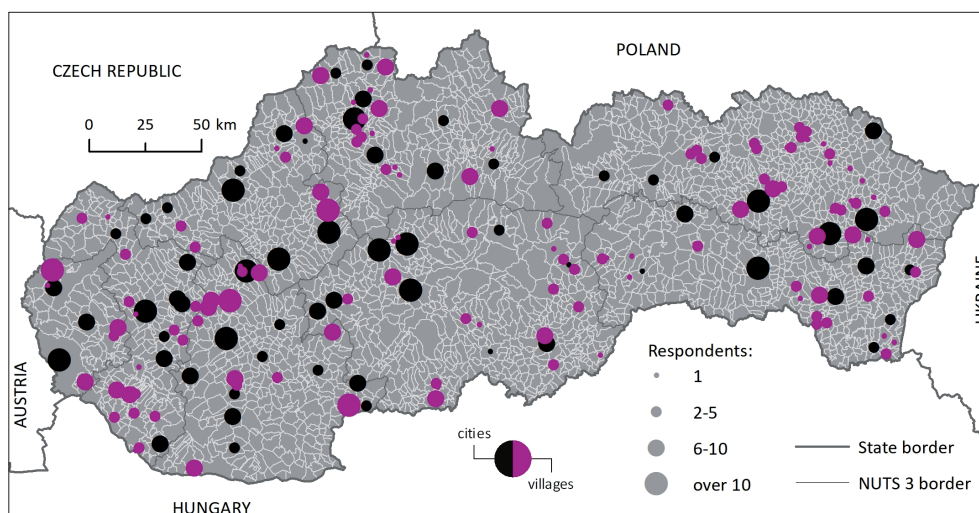 POLAND
CZECH REPUBLIC
0 25 50 km
UKRAINE
AUSTRIA
HUNGARY
Respondents:
1
2-5
6-10
over 10
cities
villages
State border
NUTS 3 border